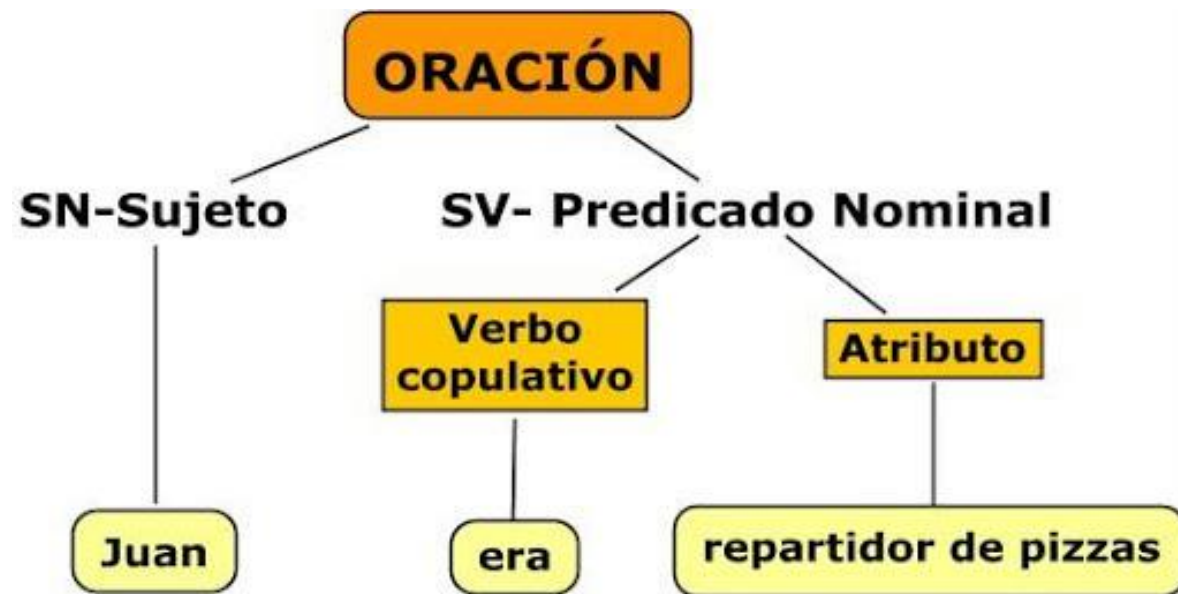 ORACIÓN
SN-Sujeto
SV- Predicado Nominal
Verbo
copulativo
Atributo
Juan
era
repartidor de pizzas